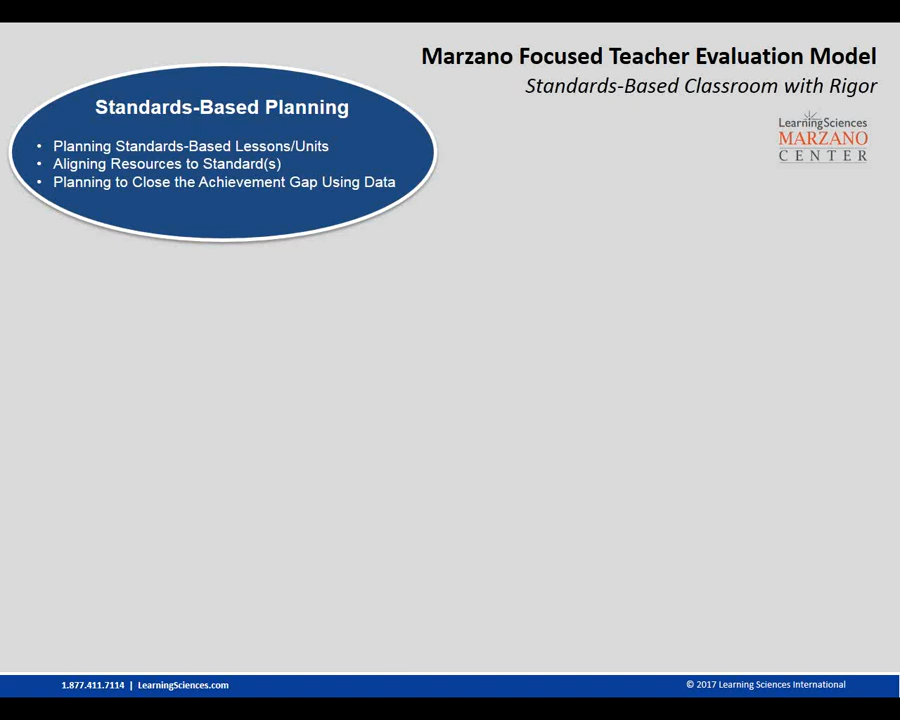 Marzano Focused Teacher Evaluation Model
Standards-Based Classroom with Rigor
LearningSciences
MARZANO
CENTER
Standards-Based Planning
• Planning Standards-Based Lessons/Units
• Aligning Resources to Standard(s)
• Planning to Close the Achievement Gap Using Data
1.877.411.7114 | LearningSciences.com
© 2017 Learning Sciences International